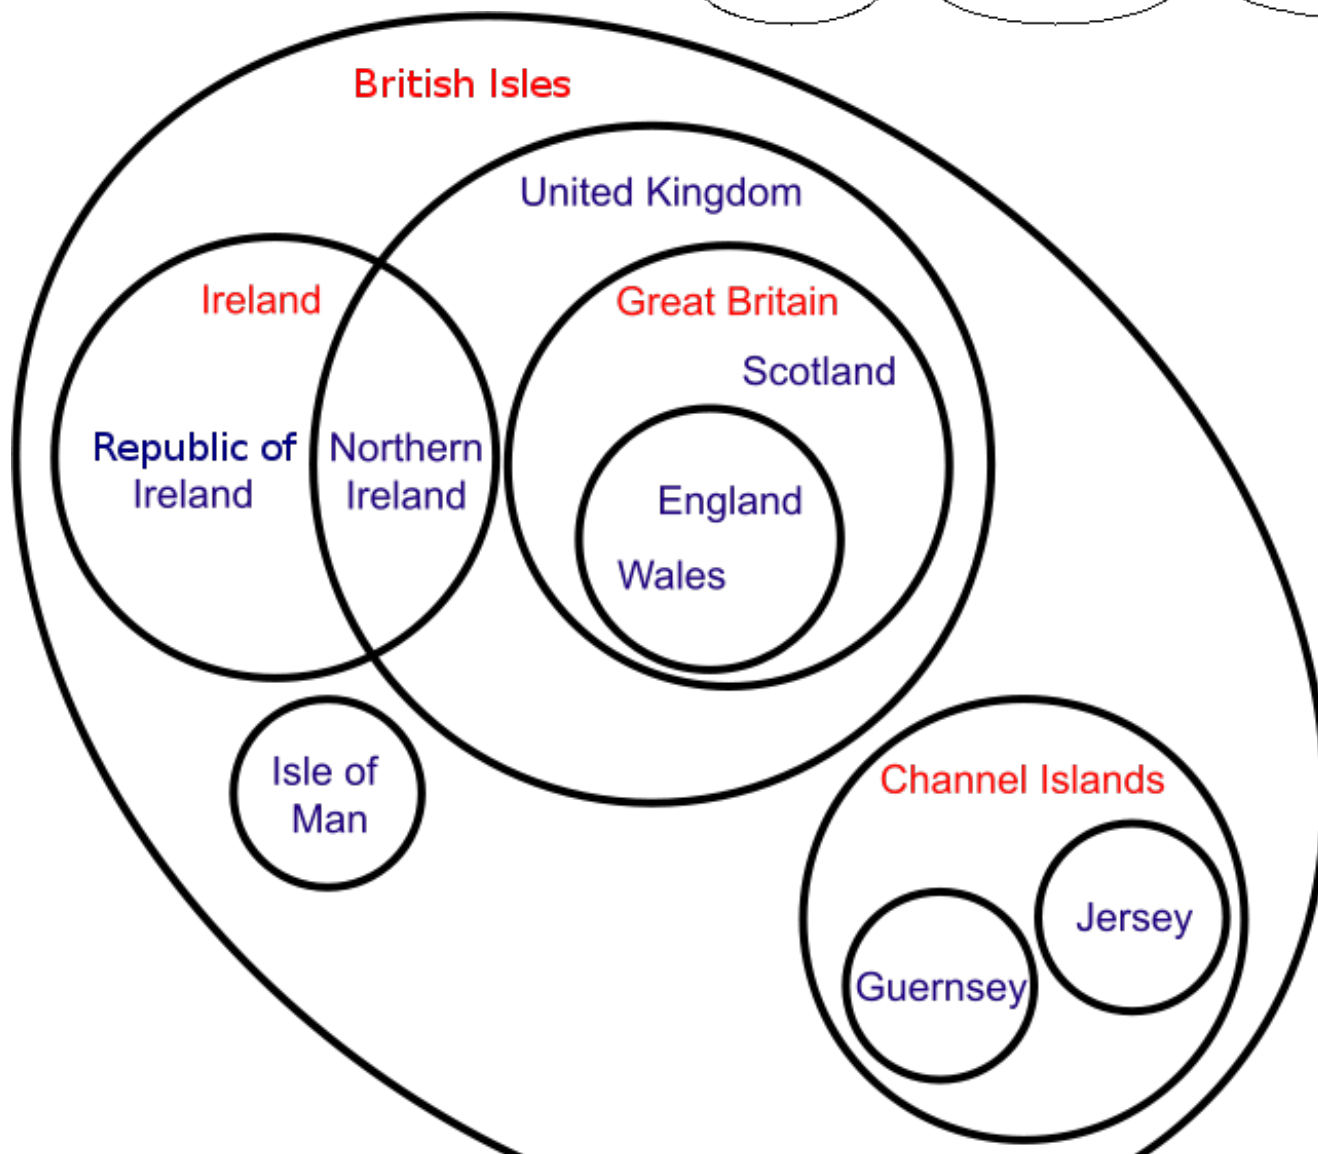 British Isles
United Kingdom
Ireland
Great Britain
Scotland
Republic of
Ireland
Northern
Ireland
England
Wales
Isle of
Man
Channel Islands
Jersey
Guernsey